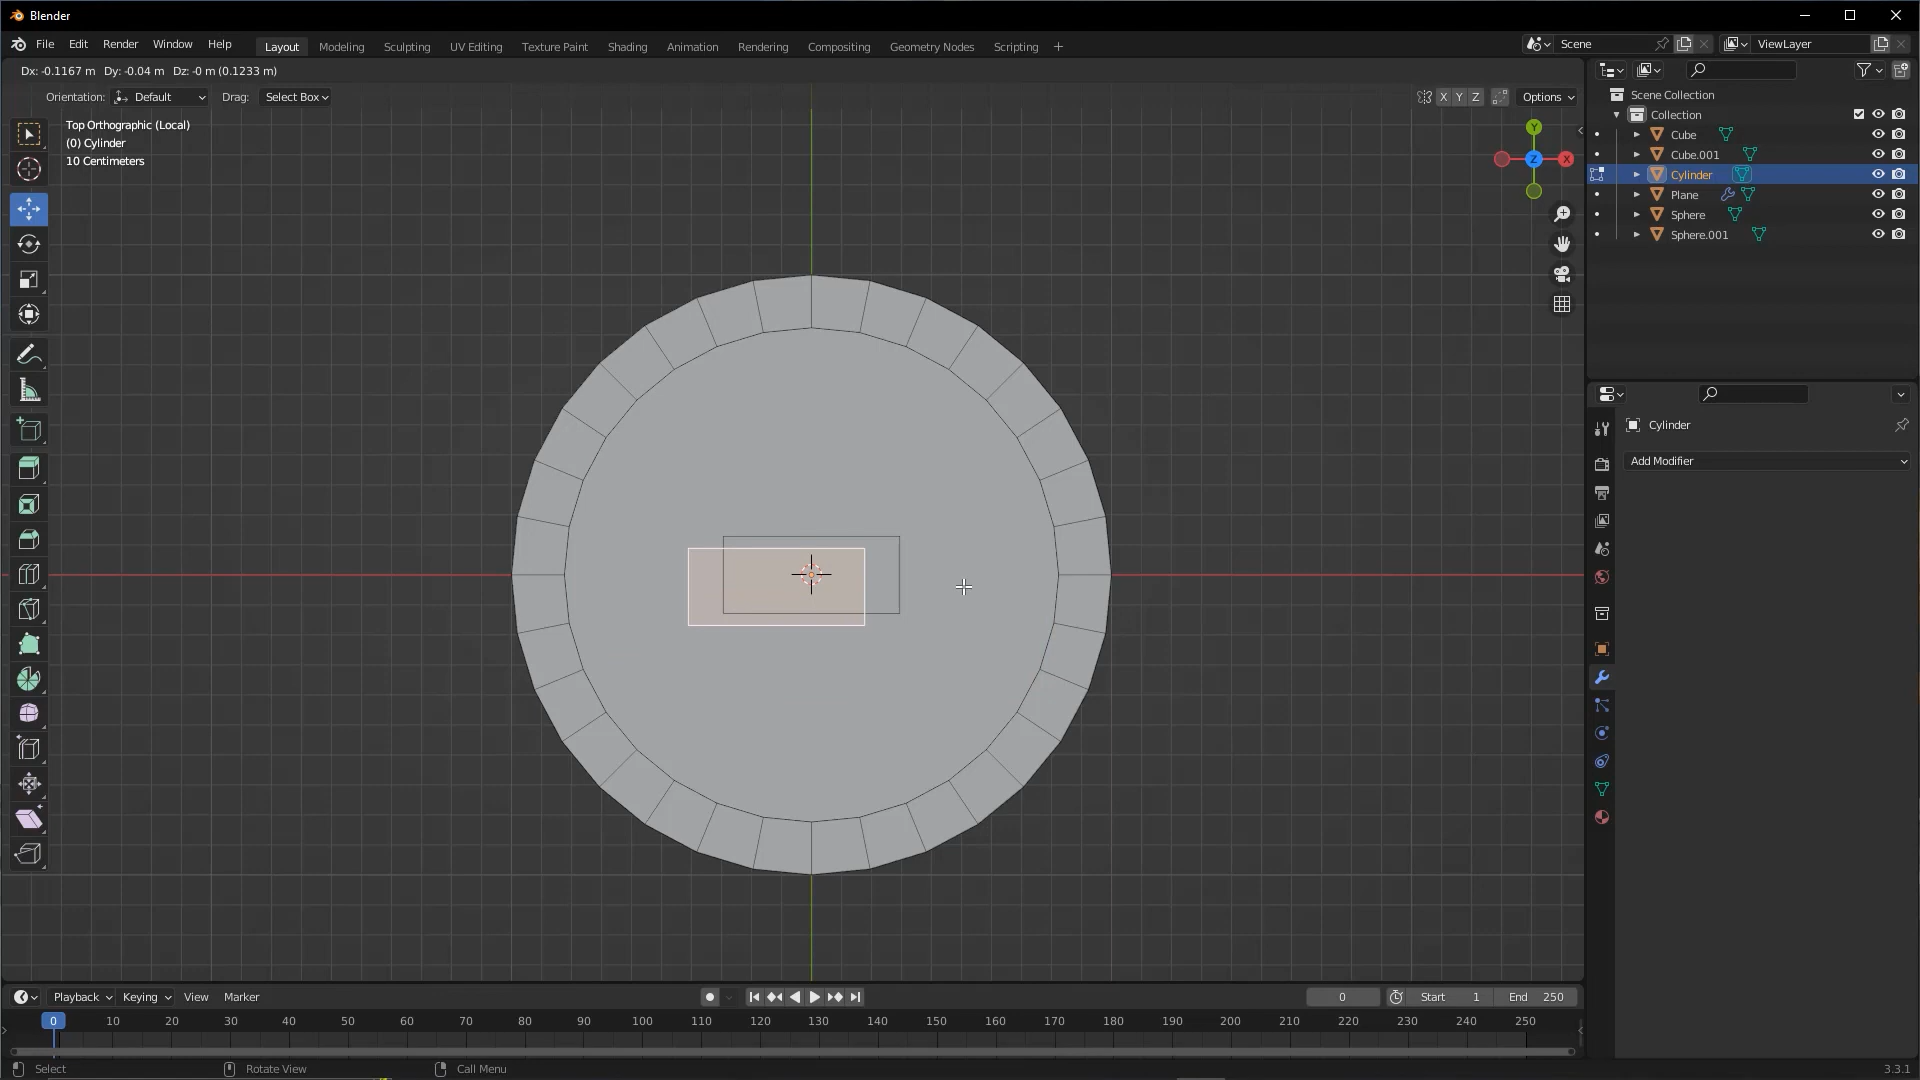 Blender
File Edit Render Window Help Layout Modeling Sculpting UV Editing Texture Paint Shading Animation Rendering Compositing Geometry Nodes Scripting + Scene ViewLayer
Dx: -0.1167 m Dy: -0.04 m Dz: -0 m (0.1233 m)
Orientation: Default Drag: Select Box X Y Z Options
Scene Collection
Collection
Cube
Cube.001
Cylinder
Plane
Sphere
Sphere.001
Top Orthographic (Local)
(0) Cylinder
10 Centimeters
Y
X
Z
Cylinder
Add Modifier
Playback Keying View Marker 0 Start 1 End 250
0 10 20 30 40 50 60 70 80 90 100 110 120 130 140 150 160 170 180 190 200 210 220 230 240 250
Select Rotate View Call Menu 3.3.1